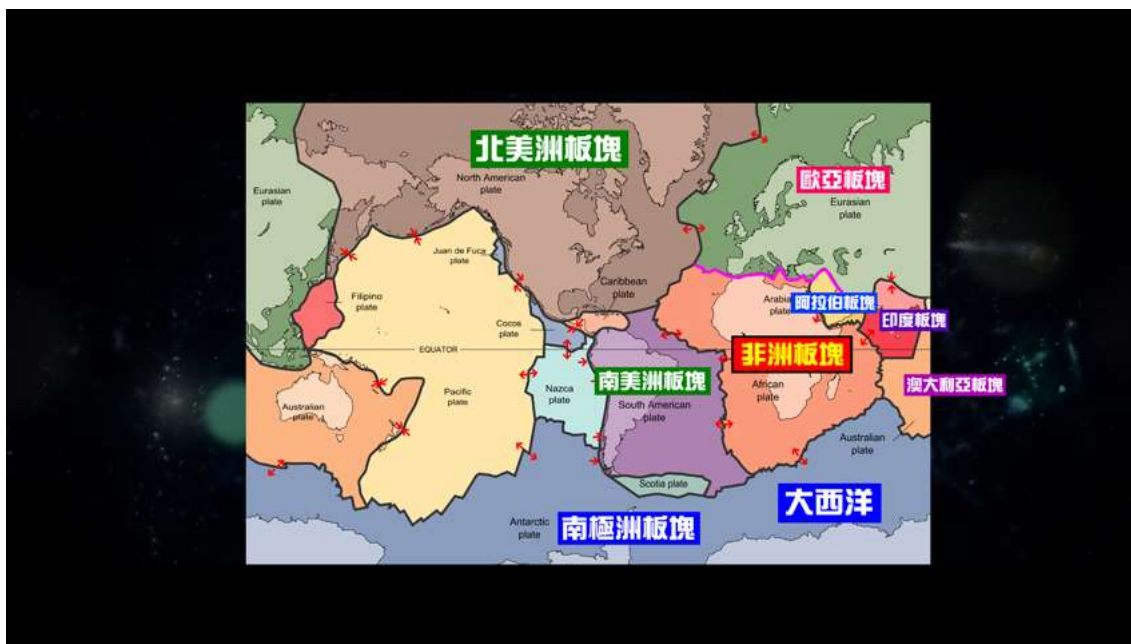 北美洲板塊
North American
plate
歐亞板塊
Eurasian
plate
Eurasian
plate
Juan de Fuca
plate
Caribbean
plate
Filipino
plate
Arabia
plate
阿拉伯板塊
印度板塊
Cocos
plate
EQUATOR
非洲板塊
南美洲板塊
澳大利亞板塊
Nazca
plate
Pacific
plate
African
plate
South American
plate
Australian
plate
Australian
plate
Scotia plate
大西洋
Antarctic
plate
南極洲板塊